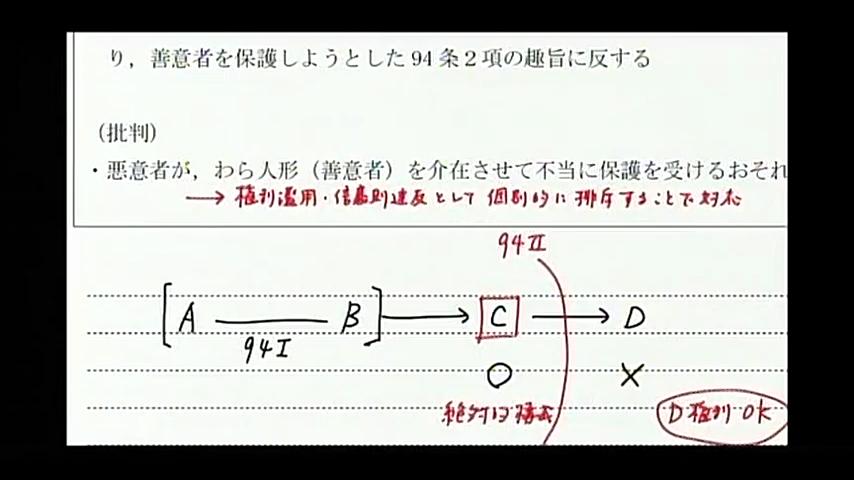 り，善意者を保護しようとした94条2項の趣旨に反する
（批判）
・悪意者が，わら人形（善意者）を介在させて不当に保護を受けるおそれ
→ 権利濫用・信義則違反として 個別的に 排斥することで対応
94Ⅱ
[A ― B] → C → D
94Ⅰ
○ ×
絶対的構成
D 権利 OK